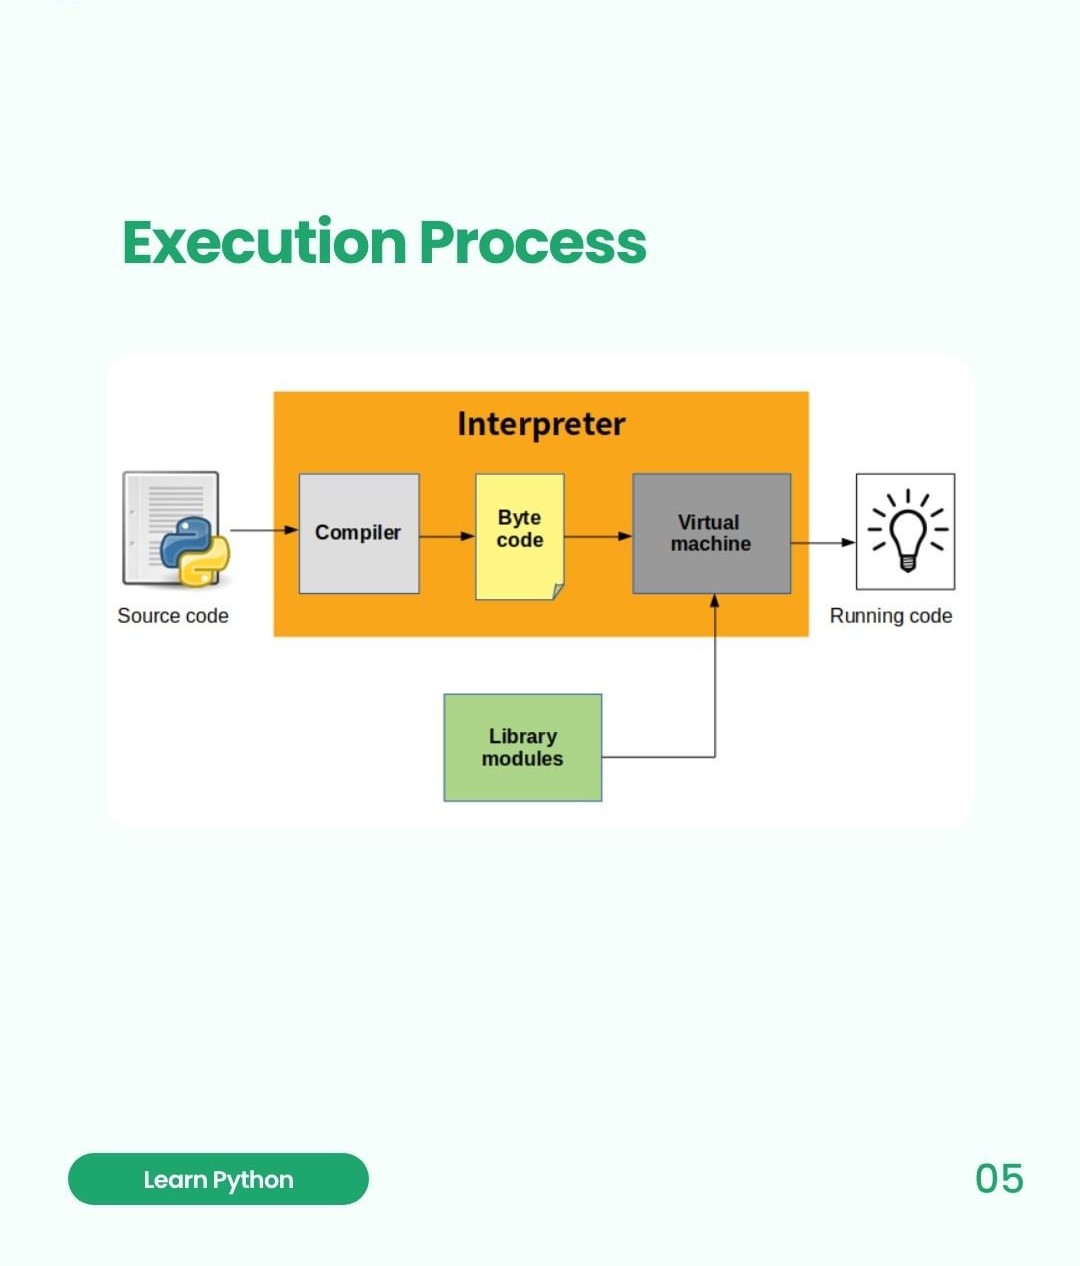 Execution Process
Interpreter
Compiler
Byte
code
Virtual
machine
Source code
Running code
Library
modules
Learn Python
05